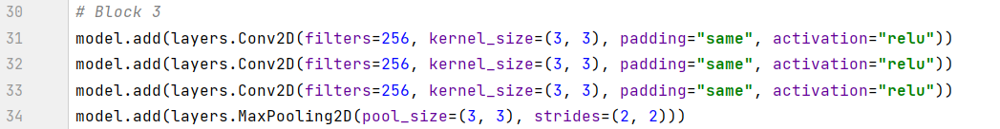 30 # Block 3
31 model.add(layers.Conv2D(filters=256, kernel_size=(3, 3), padding="same", activation="relu"))
32 model.add(layers.Conv2D(filters=256, kernel_size=(3, 3), padding="same", activation="relu"))
33 model.add(layers.Conv2D(filters=256, kernel_size=(3, 3), padding="same", activation="relu"))
34 model.add(layers.MaxPooling2D(pool_size=(3, 3), strides=(2, 2)))